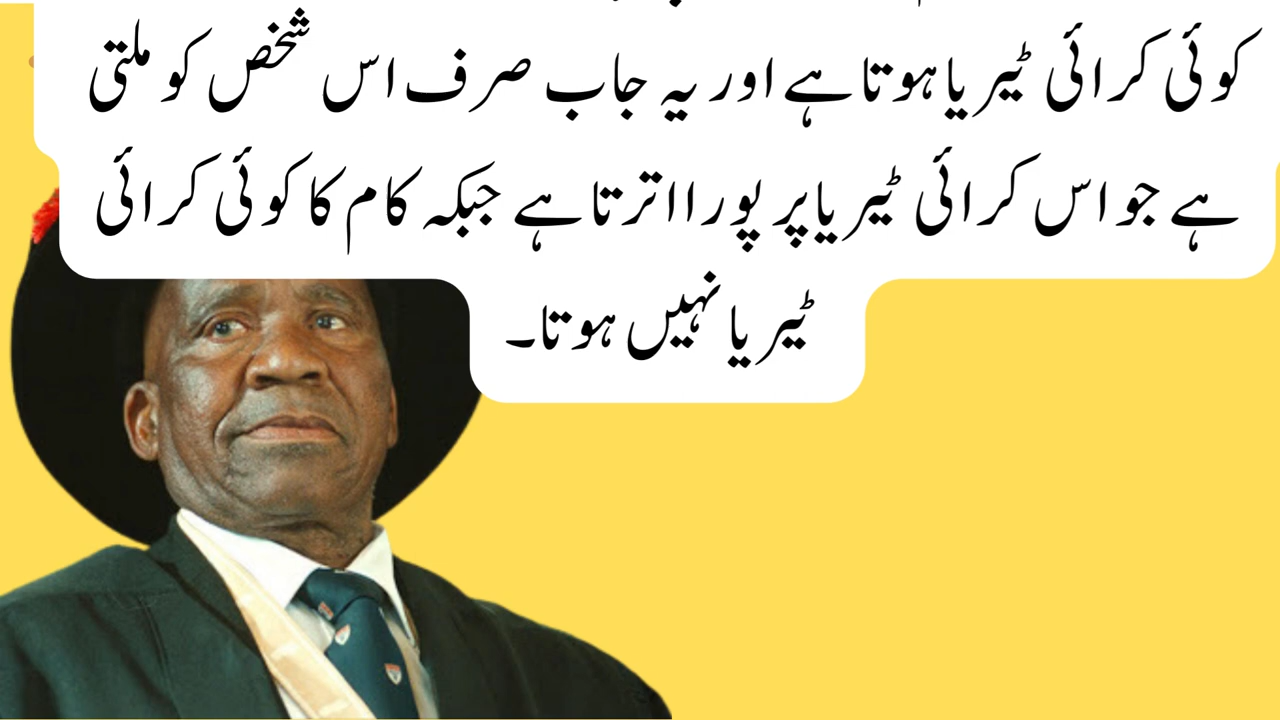 کوئی کرائی ٹیریا ہوتا ہے اور یہ جاب صرف اس شخص کو ملتی
ہے جو اس کرائی ٹیریا پر پورا اترتا ہے جبکہ کام کا کوئی کرائی
ٹیریا نہیں ہوتا۔